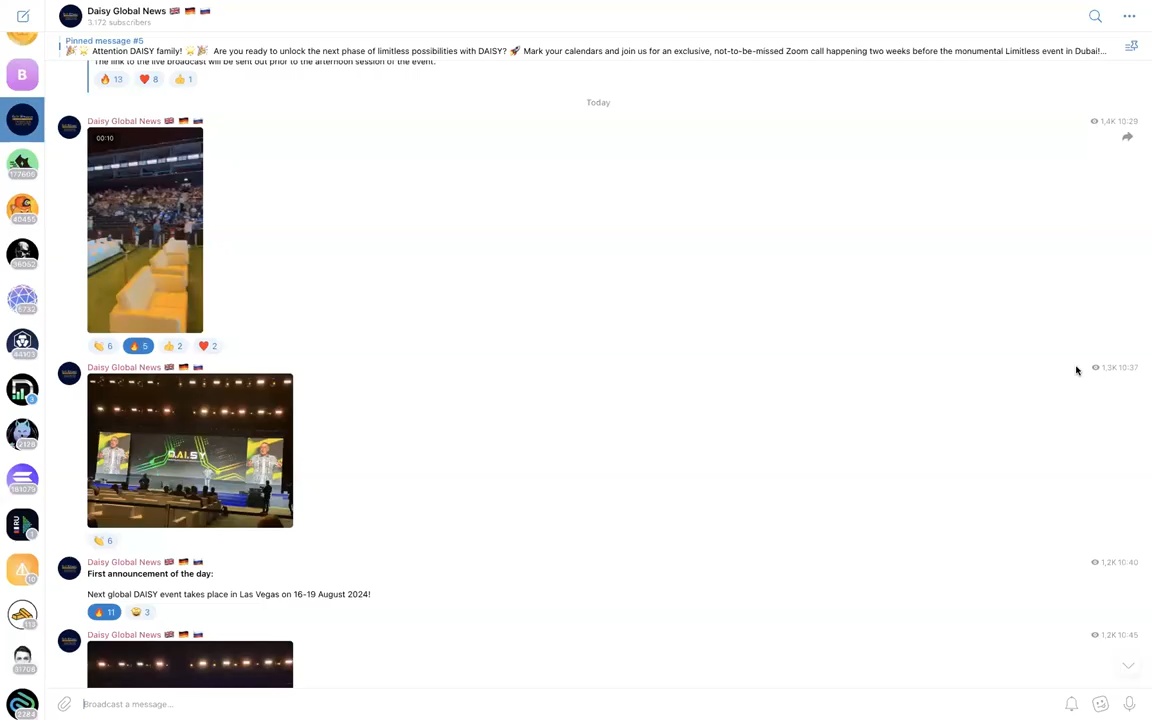 Daisy Global News 🇬🇧 🇩🇪 🇷🇺
3.172 subscribers
Pinned message #5
🎉🌟 Attention DAISY family! 🌟🎉 Are you ready to unlock the next phase of limitless possibilities with DAISY? 🚀 Mark your calendars and join us for an exclusive, not-to-be-missed Zoom call happening two weeks before the monumental Limitless event in Dubai!...
The link to the live broadcast will be sent out prior to the afternoon session of the event.
🔥 13 ❤️ 8 👍 1
Today
Daisy Global News 🇬🇧 🇩🇪 🇷🇺
1,4K 10:29
00:10
👏 6 🔥 5 👍 2 ❤️ 2
Daisy Global News 🇬🇧 🇩🇪 🇷🇺
1,3K 10:37
👏 6
Daisy Global News 🇬🇧 🇩🇪 🇷🇺
1,2K 10:40
First announcement of the day:
Next global DAISY event takes place in Las Vegas on 16-19 August 2024!
🔥 11 🤩 3
Daisy Global News 🇬🇧 🇩🇪 🇷🇺
1,2K 10:45
Broadcast a message...
B
177666
44103
2128